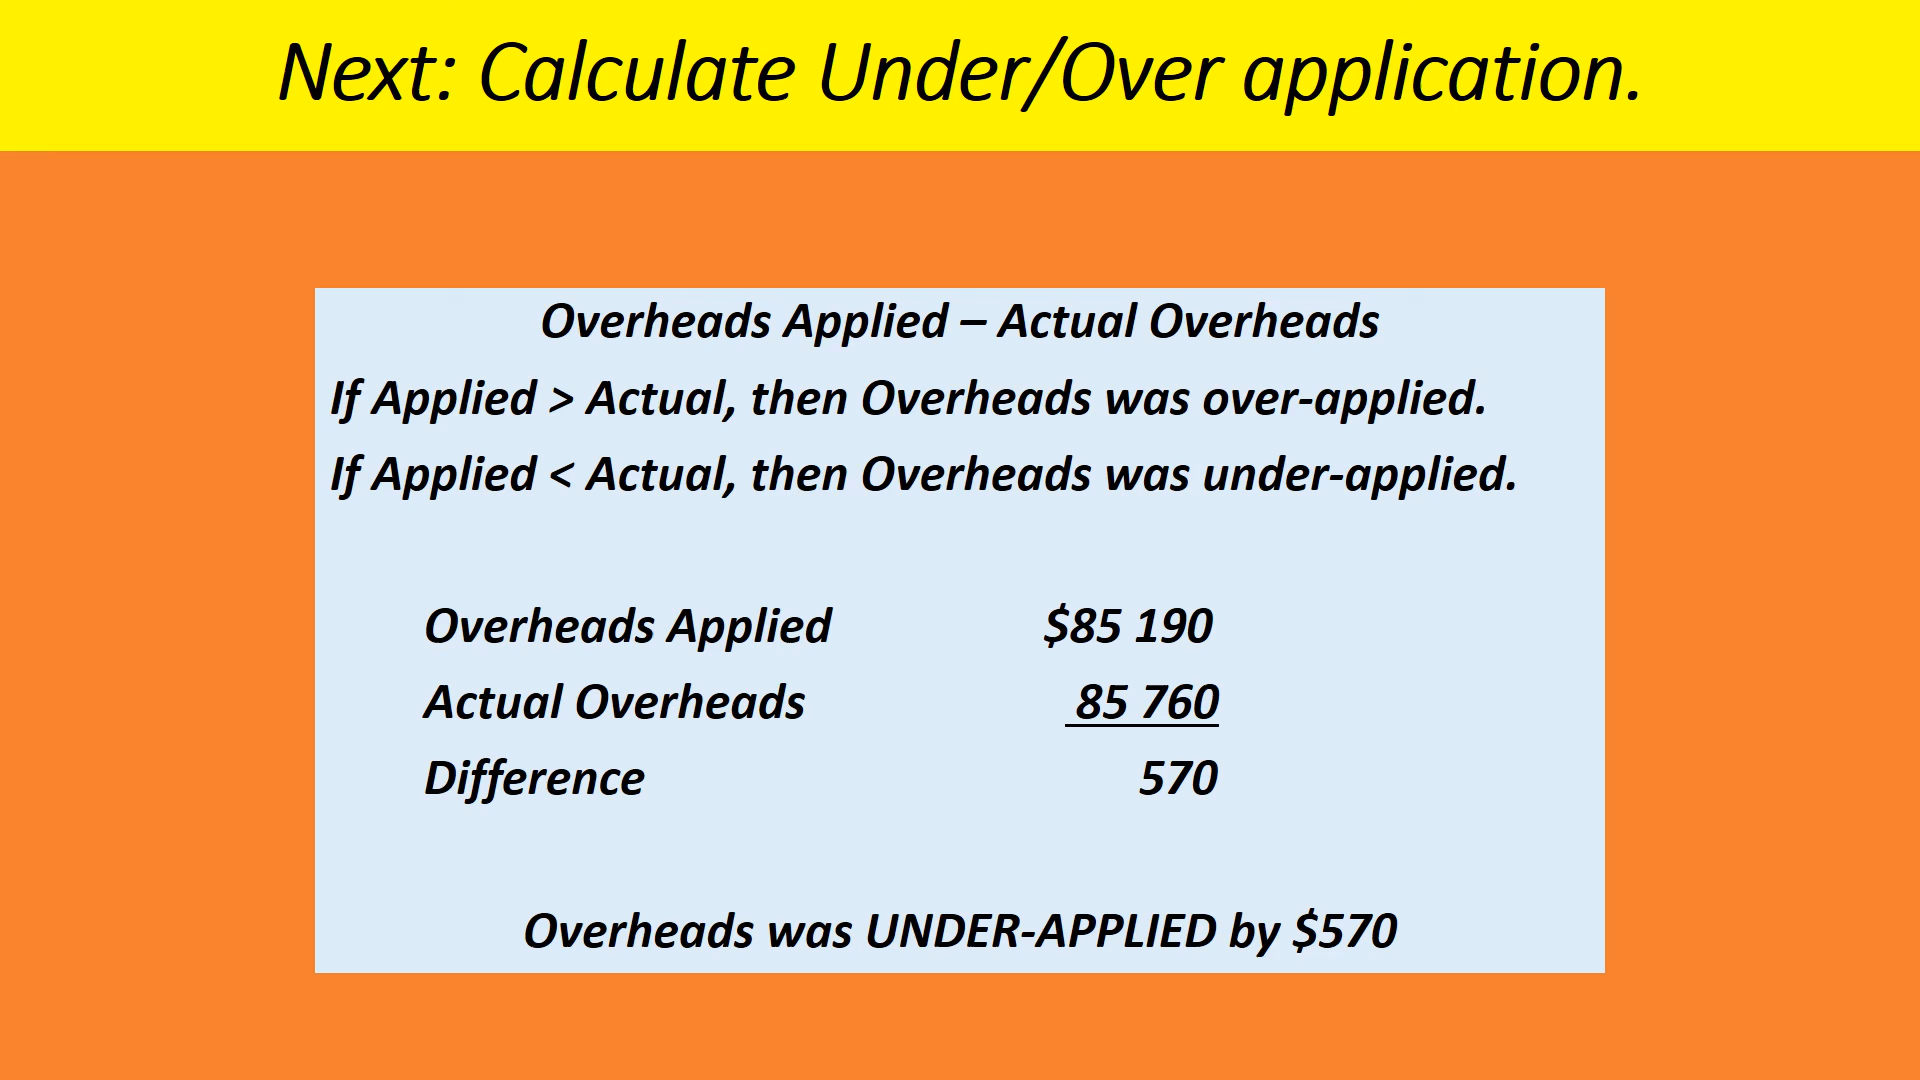 Next: Calculate Under/Over application.
Overheads Applied – Actual Overheads
If Applied > Actual, then Overheads was over-applied.
If Applied < Actual, then Overheads was under-applied.
Overheads Applied $85 190
Actual Overheads 85 760
Difference 570
Overheads was UNDER-APPLIED by $570